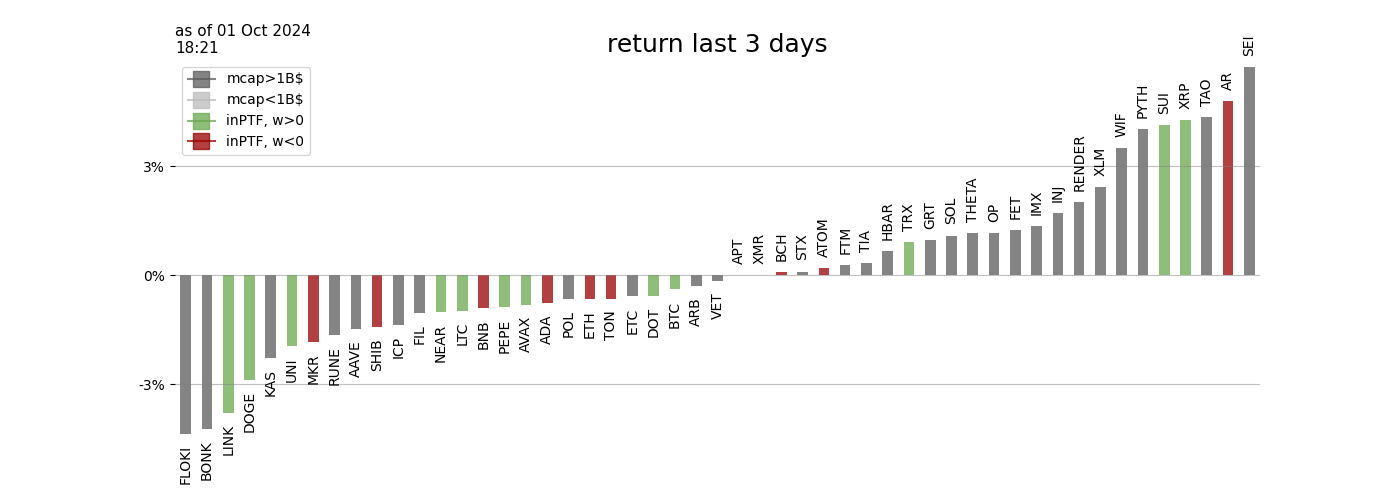 as of 01 Oct 2024
18:21
return last 3 days
mcap>1B$
mcap<1B$
inPTF, w>0
inPTF, w<0
3%
0%
-3%
FLOKI
BONK
LINK
DOGE
KAS
UNI
MKR
RUNE
AAVE
SHIB
ICP
FIL
NEAR
LTC
BNB
PEPE
AVAX
ADA
POL
ETH
TON
ETC
DOT
BTC
ARB
VET
APT
XMR
BCH
STX
ATOM
FTM
TIA
HBAR
TRX
GRT
SOL
THETA
OP
FET
IMX
INJ
RENDER
XLM
WIF
PYTH
SUI
XRP
TAO
AR
SEI